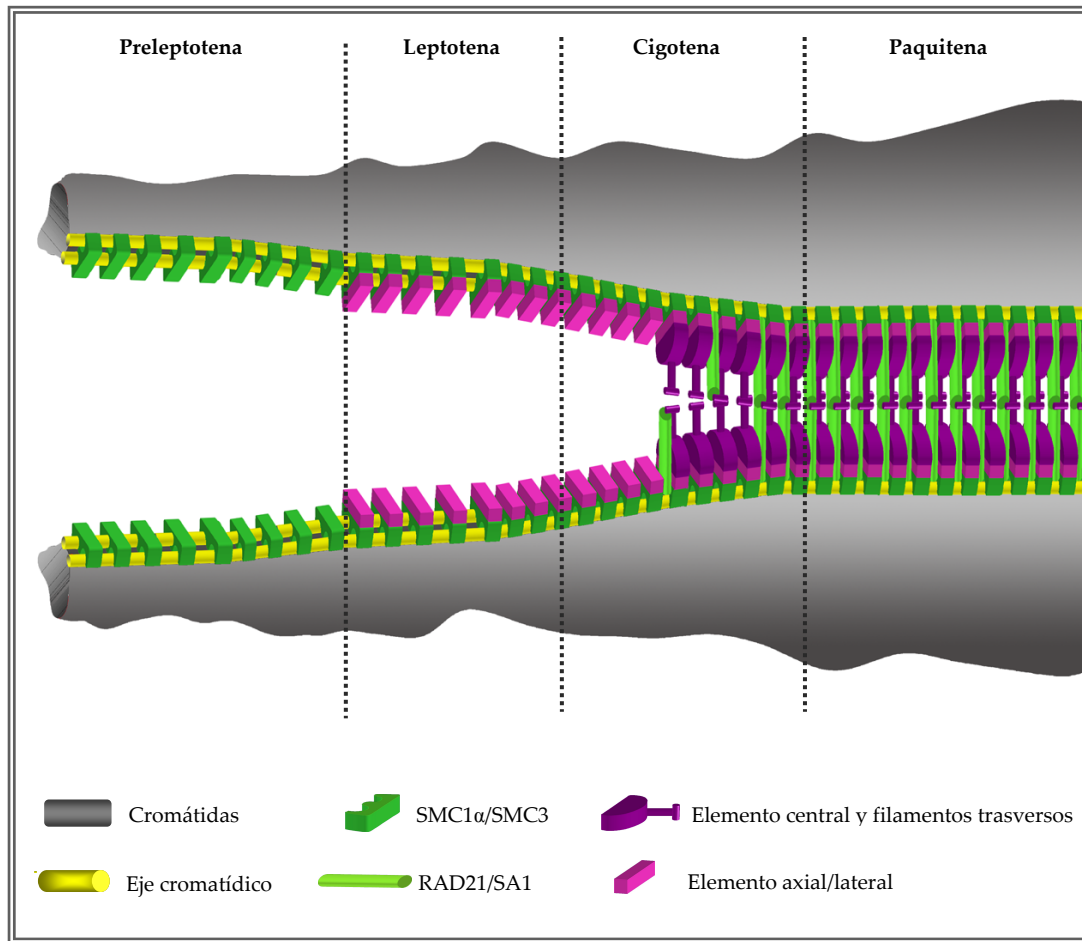 Preleptotena
Leptotena
Cigotena
Paquitena
Cromátidas
SMC1α/SMC3
Elemento central y filamentos trasversos
Eje cromatídico
RAD21/SA1
Elemento axial/lateral